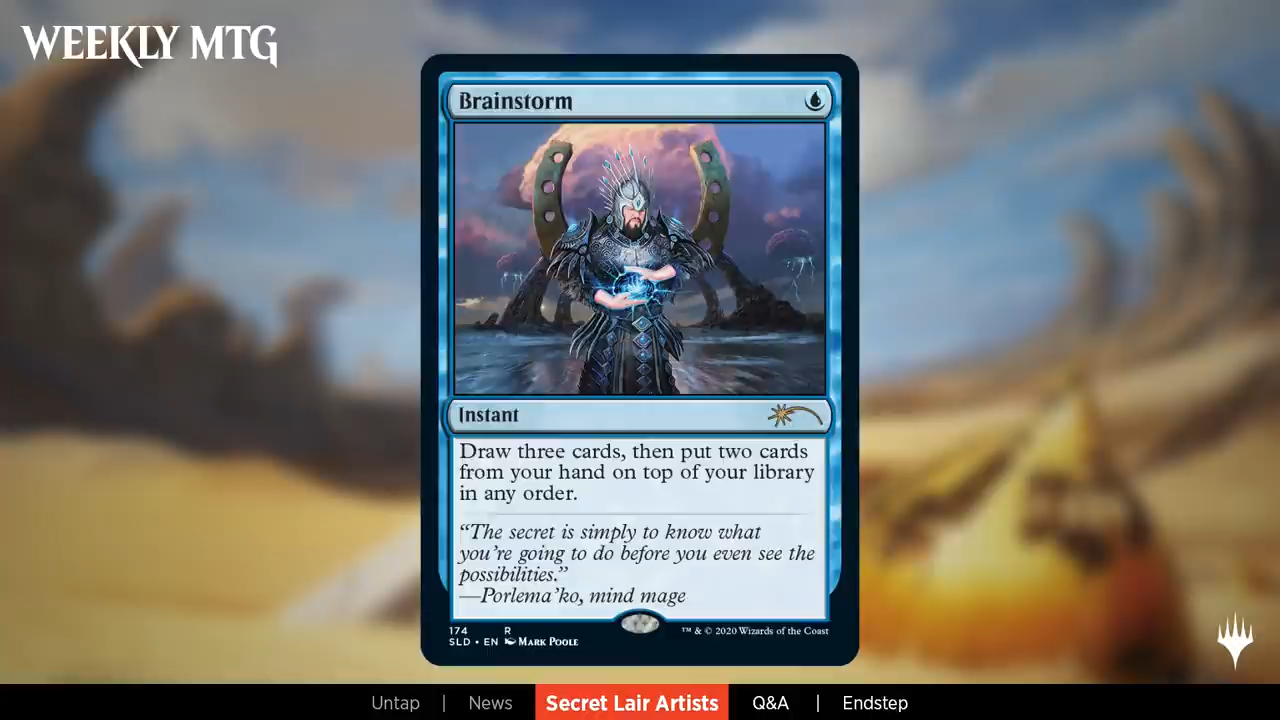 WEEKLY MTG
Brainstorm
Instant
Draw three cards, then put two cards
from your hand on top of your library
in any order.
“The secret is simply to know what
you’re going to do before you even see the
possibilities.”
—Porlema’ko, mind mage
174 R
SLD • EN MARK POOLE
™ & © 2020 Wizards of the Coast
Untap | News Secret Lair Artists Q&A | Endstep